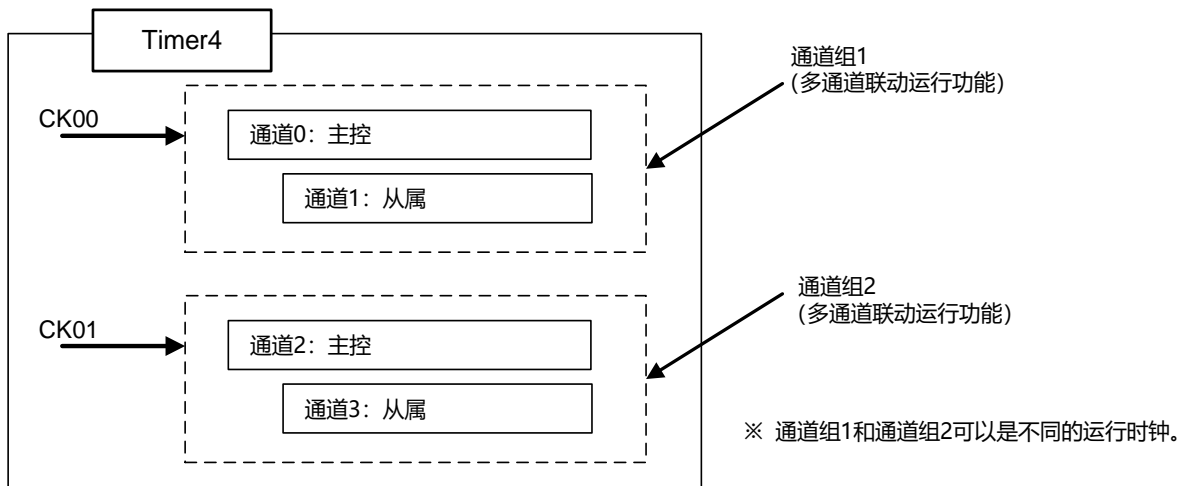 Timer4
通道组1
（多通道联动运行功能）
CK00
通道0：主控
通道1：从属
通道组2
（多通道联动运行功能）
CK01
通道2：主控
通道3：从属
※ 通道组1和通道组2可以是不同的运行时钟。